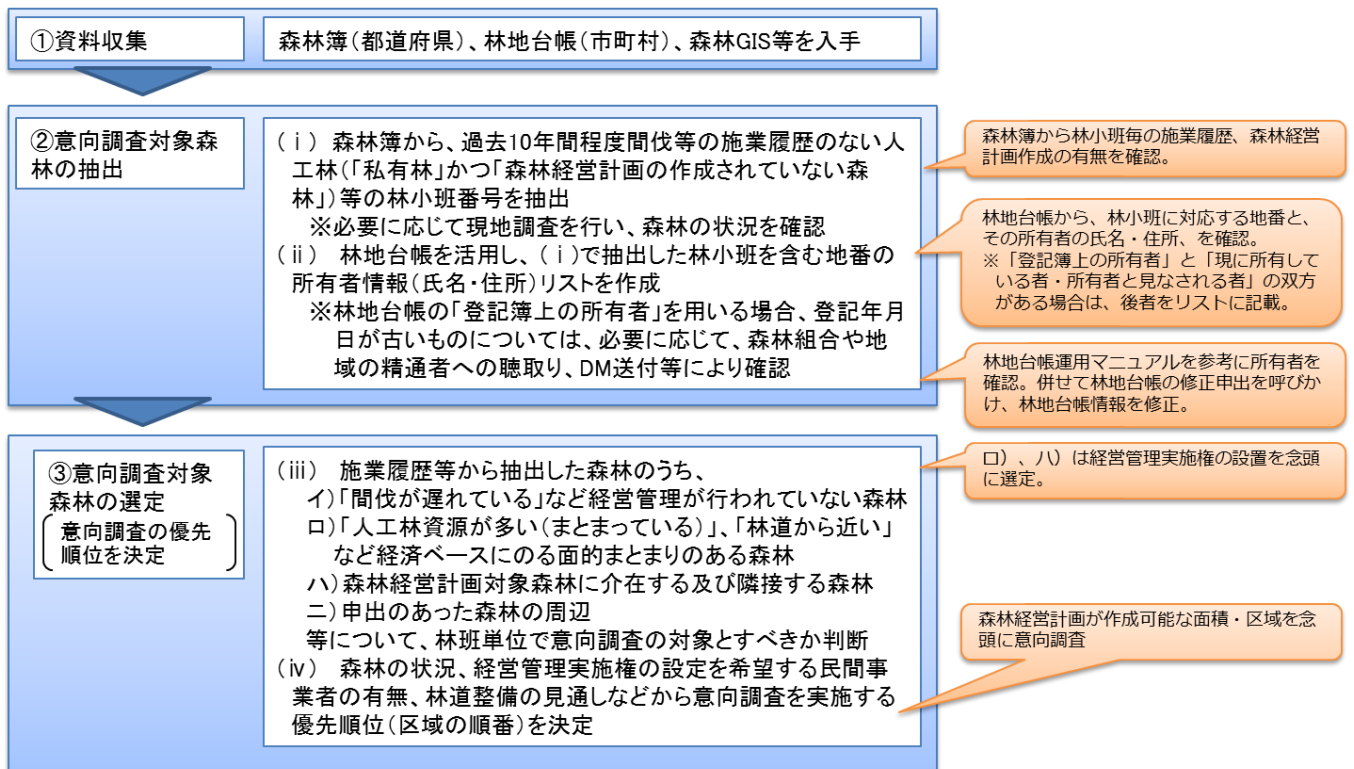 ①資料収集
森林簿(都道府県)、林地台帳(市町村)、森林GIS等を入手
②意向調査対象森
林の抽出
(ⅰ) 森林簿から、過去10年間程度間伐等の施業履歴のない人
工林(「私有林」かつ「森林経営計画の作成されていない森
林」)等の林小班番号を抽出
※必要に応じて現地調査を行い、森林の状況を確認
(ⅱ) 林地台帳を活用し、(ⅰ)で抽出した林小班を含む地番の
所有者情報(氏名・住所)リストを作成
※林地台帳の「登記簿上の所有者」を用いる場合、登記年月
日が古いものについては、必要に応じて、森林組合や地
域の精通者への聴取り、DM送付等により確認
森林簿から林小班毎の施業履歴、森林経営
計画作成の有無を確認。
林地台帳から、林小班に対応する地番と、
その所有者の氏名・住所、を確認。
※「登記簿上の所有者」と「現に所有して
いる者・所有者と見なされる者」の双方
がある場合は、後者をリストに記載。
林地台帳運用マニュアルを参考に所有者を
確認。併せて林地台帳の修正申出を呼びか
け、林地台帳情報を修正。
③意向調査対象
森林の選定
意向調査の優先
順位を決定
(ⅲ) 施業履歴等から抽出した森林のうち、
イ)「間伐が遅れている」など経営管理が行われていない森林
ロ)「人工林資源が多い(まとまっている)」、「林道から近い」
など経済ベースにのる面的まとまりのある森林
ハ)森林経営計画対象森林に介在する及び隣接する森林
ニ)申出のあった森林の周辺
等について、林班単位で意向調査の対象とすべきか判断
(ⅳ) 森林の状況、経営管理実施権の設定を希望する民間事
業者の有無、林道整備の見通しなどから意向調査を実施する
優先順位(区域の順番)を決定
ロ)、ハ)は経営管理実施権の設置を念頭
に選定。
森林経営計画が作成可能な面積・区域を念
頭に意向調査